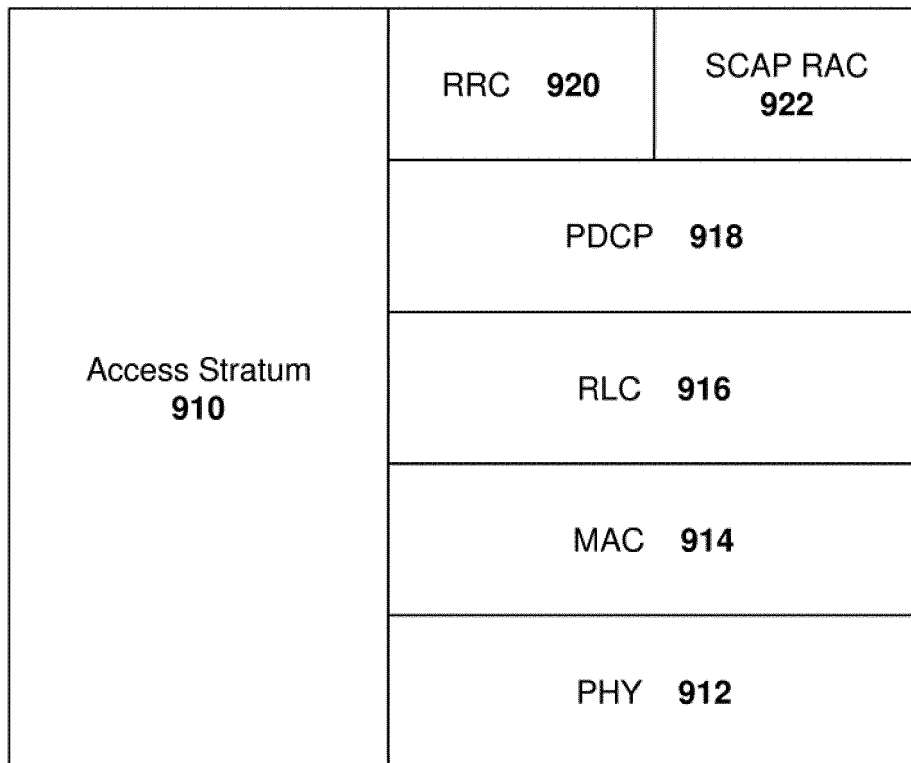 RRC 920
SCAP RAC
922
PDCP 918
Access Stratum
910
RLC 916
MAC 914
PHY 912